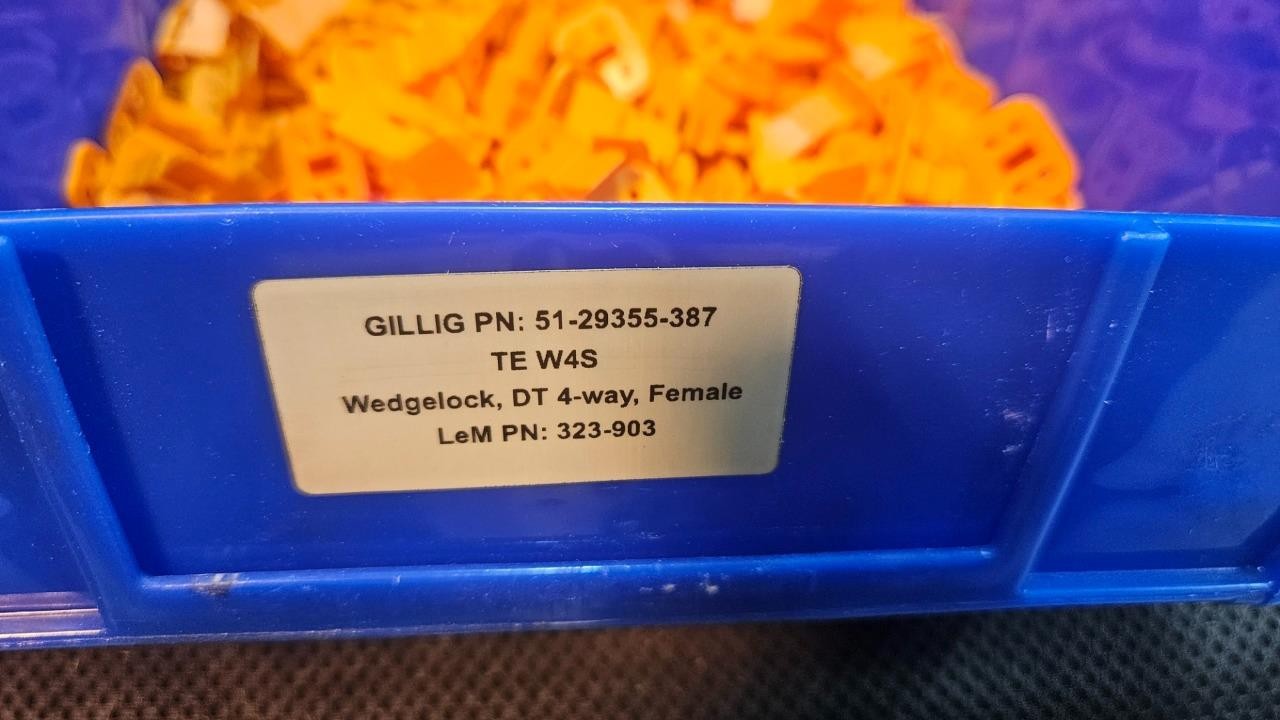 GILLIG PN: 51-29355-387
TE W4S
Wedgelock, DT 4-way, Female
LeM PN: 323-903